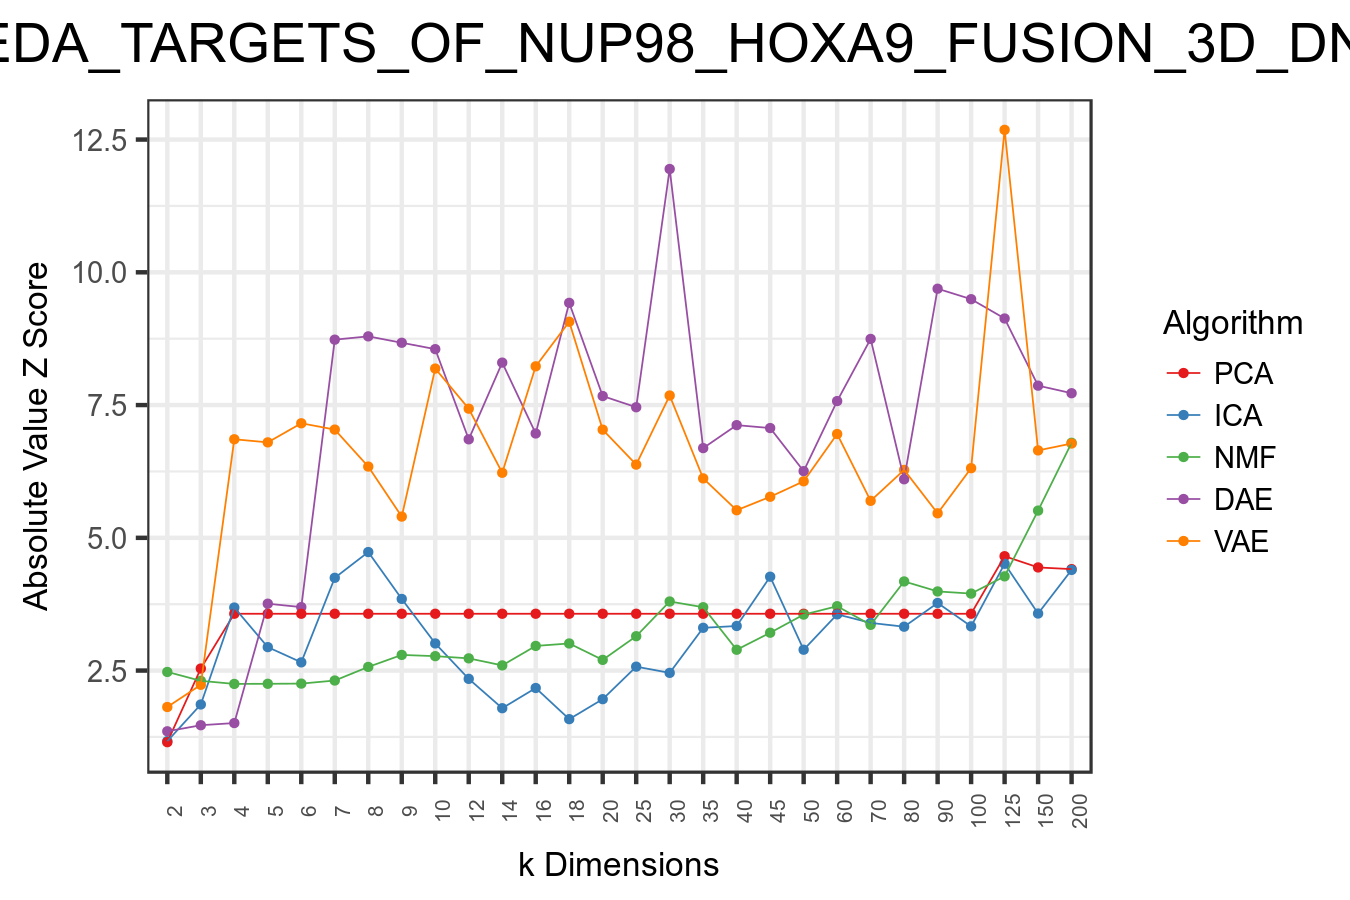 EDA_TARGETS_OF_NUP98_HOXA9_FUSION_3D_DN
12.5
10.0
7.5
5.0
2.5
Absolute Value Z Score
2 3 4 5 6 7 8 9 10 12 14 16 18 20 25 30 35 40 45 50 60 70 80 90 100 125 150 200
k Dimensions
Algorithm
PCA
ICA
NMF
DAE
VAE